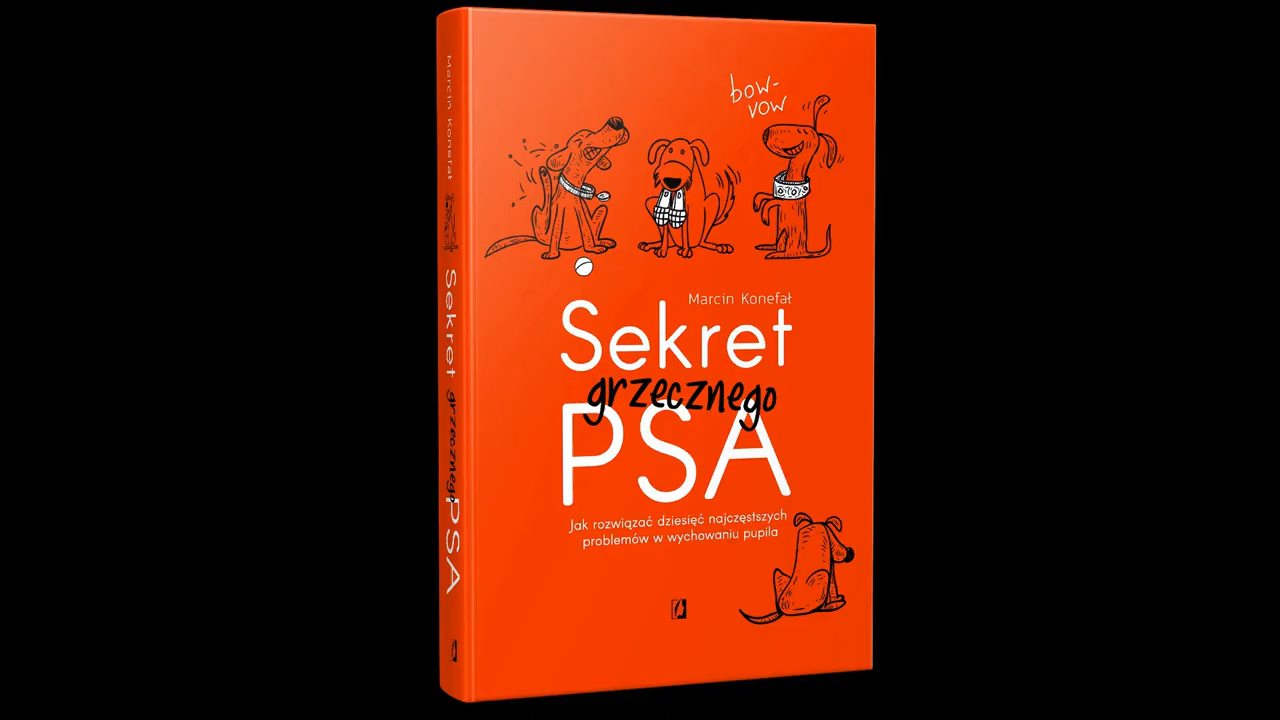 bow-
vow
Marcin Konefał
Sekret
grzecznego
PSA
Jak rozwiązać dziesięć najczęstszych
problemów w wychowaniu pupila
Marcin Konefał
Sekret grzecznego PSA